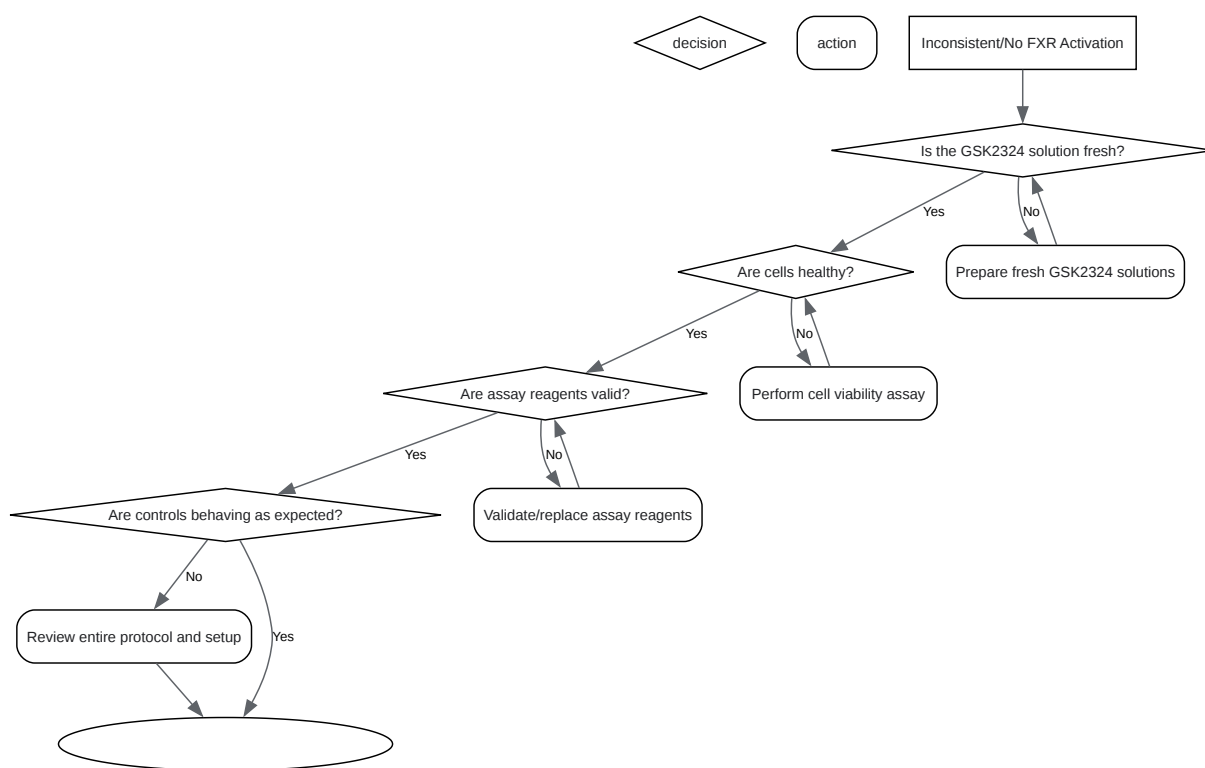 decision
action
Inconsistent/No FXR Activation
Is the GSK2324 solution fresh?
Yes
No
Are cells healthy?
Prepare fresh GSK2324 solutions
Yes
No
Are assay reagents valid?
Perform cell viability assay
Yes
No
Are controls behaving as expected?
Validate/replace assay reagents
No
Review entire protocol and setup
Yes